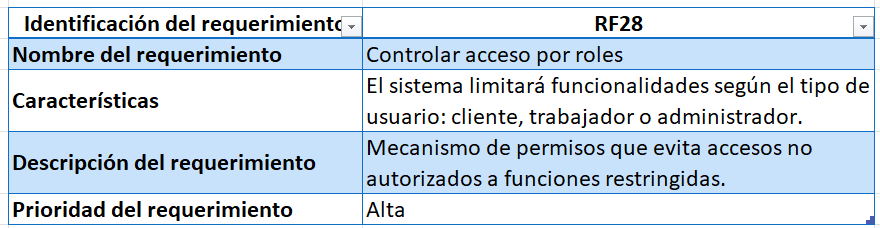 Identificación del requerimiento RF28
Nombre del requerimiento Controlar acceso por roles
Características El sistema limitará funcionalidades según el tipo de
usuario: cliente, trabajador o administrador.
Descripción del requerimiento Mecanismo de permisos que evita accesos no
autorizados a funciones restringidas.
Prioridad del requerimiento Alta